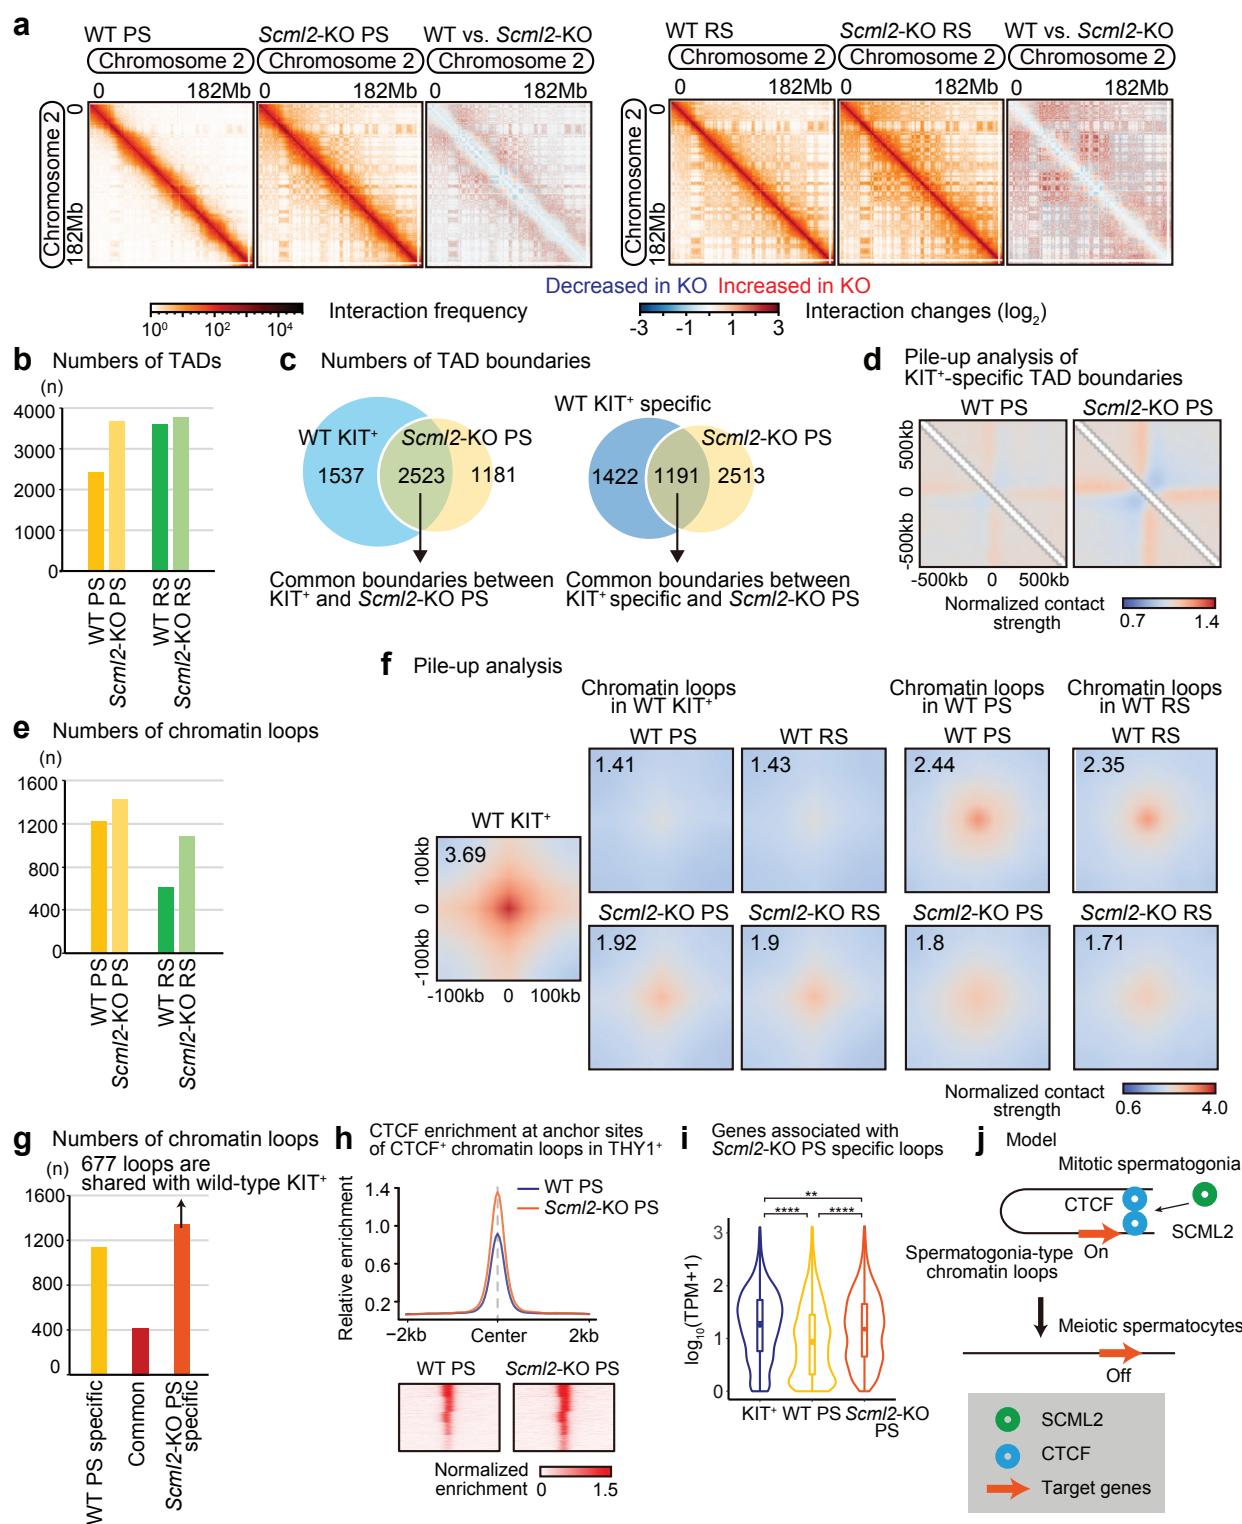 a
WT PS
Scml2-KO PS
WT vs. Scml2-KO
WT RS
Scml2-KO RS
WT vs. Scml2-KO
Chromosome 2
Chromosome 2
Chromosome 2
Chromosome 2
Chromosome 2
Chromosome 2
0 182Mb
0 182Mb
0 182Mb
0 182Mb
0 182Mb
0 182Mb
Chromosome 2
0
182Mb
Chromosome 2
0
182Mb
Decreased in KO Increased in KO
10⁰ 10² 10⁴
Interaction frequency
-3 -1 1 3
Interaction changes (log₂)
b Numbers of TADs
(n)
4000
3000
2000
1000
0
WT PS
Scml2-KO PS
WT RS
Scml2-KO RS
c Numbers of TAD boundaries
WT KIT⁺
Scml2-KO PS
1537
2523
1181
Common boundaries between
KIT⁺ and Scml2-KO PS
WT KIT⁺ specific
Scml2-KO PS
1422
1191
2513
Common boundaries between
KIT⁺ specific and Scml2-KO PS
d Pile-up analysis of
KIT⁺-specific TAD boundaries
WT PS
Scml2-KO PS
500kb
0
-500kb
-500kb 0 500kb
Normalized contact
strength
0.7 1.4
e Numbers of chromatin loops
(n)
1600
1200
800
400
0
WT PS
Scml2-KO PS
WT RS
Scml2-KO RS
f Pile-up analysis
Chromatin loops
in WT KIT⁺
Chromatin loops
in WT PS
Chromatin loops
in WT RS
WT PS
WT RS
WT PS
WT RS
1.41
1.43
2.44
2.35
WT KIT⁺
3.69
100kb
0
-100kb
-100kb 0 100kb
Scml2-KO PS
Scml2-KO RS
Scml2-KO PS
Scml2-KO RS
1.92
1.9
1.8
1.71
Normalized contact
strength
0.6 4.0
g Numbers of chromatin loops
(n)
677 loops are
shared with wild-type KIT⁺
1600
1200
800
400
0
WT PS specific
Common
Scml2-KO PS
specific
h CTCF enrichment at anchor sites
of CTCF⁺ chromatin loops in THY1⁺
Relative enrichment
1.4
1.0
0.6
0.2
WT PS
Scml2-KO PS
−2kb Center 2kb
WT PS
Scml2-KO PS
Normalized
enrichment
0 1.5
i Genes associated with
Scml2-KO PS specific loops
**
**** ****
log₁₀(TPM+1)
3
2
1
0
KIT⁺ WT PS Scml2-KO
PS
j Model
Mitotic spermatogonia
CTCF
SCML2
On
Spermatogonia-type
chromatin loops
Meiotic spermatocytes
Off
SCML2
CTCF
Target genes